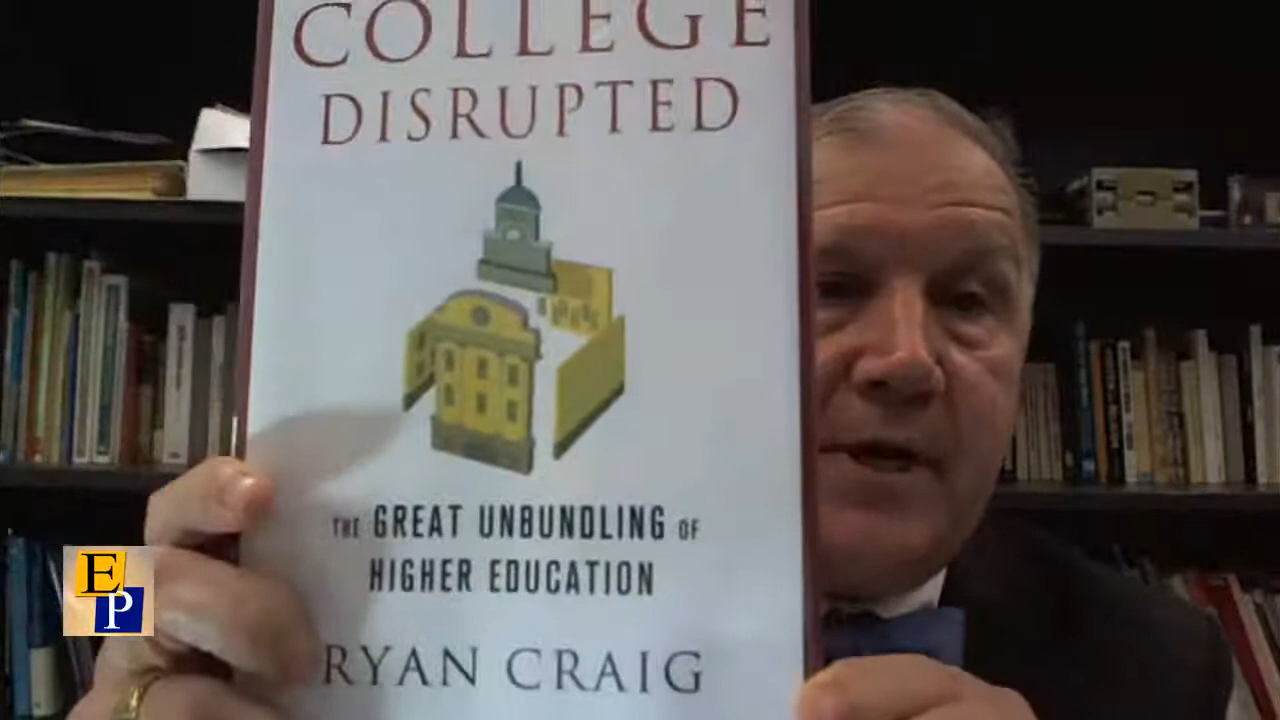 COLLEGE
DISRUPTED
THE GREAT UNBUNDLING OF
HIGHER EDUCATION
RYAN CRAIG
E
P